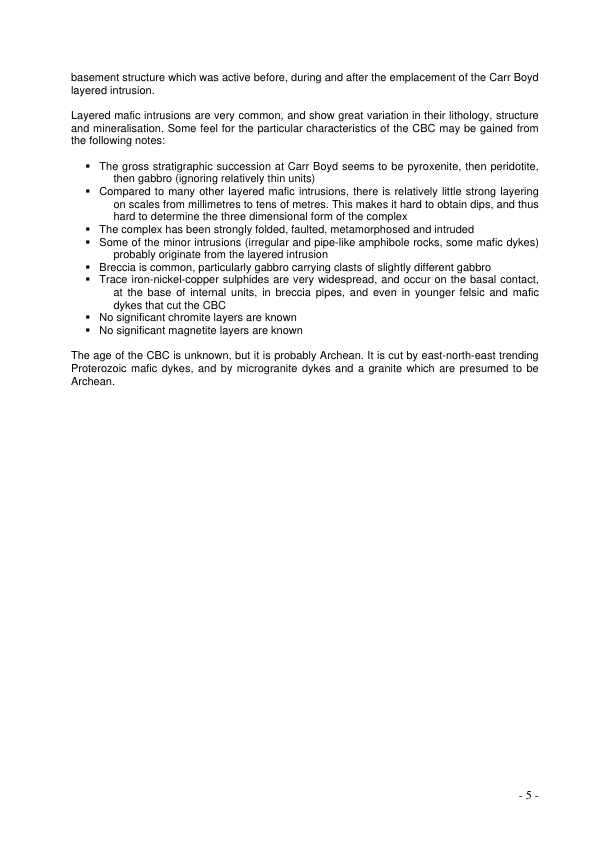 basement structure which was active before, during and after the emplacement of the Carr Boyd
layered intrusion.
Layered mafic intrusions are very common, and show great variation in their lithology, structure
and mineralisation. Some feel for the particular characteristics of the CBC may be gained from
the following notes:
▪ The gross stratigraphic succession at Carr Boyd seems to be pyroxenite, then peridotite,
then gabbro (ignoring relatively thin units)
▪ Compared to many other layered mafic intrusions, there is relatively little strong layering
on scales from millimetres to tens of metres. This makes it hard to obtain dips, and thus
hard to determine the three dimensional form of the complex
▪ The complex has been strongly folded, faulted, metamorphosed and intruded
▪ Some of the minor intrusions (irregular and pipe-like amphibole rocks, some mafic dykes)
probably originate from the layered intrusion
▪ Breccia is common, particularly gabbro carrying clasts of slightly different gabbro
▪ Trace iron-nickel-copper sulphides are very widespread, and occur on the basal contact,
at the base of internal units, in breccia pipes, and even in younger felsic and mafic
dykes that cut the CBC
▪ No significant chromite layers are known
▪ No significant magnetite layers are known
The age of the CBC is unknown, but it is probably Archean. It is cut by east-north-east trending
Proterozoic mafic dykes, and by microgranite dykes and a granite which are presumed to be
Archean.
- 5 -